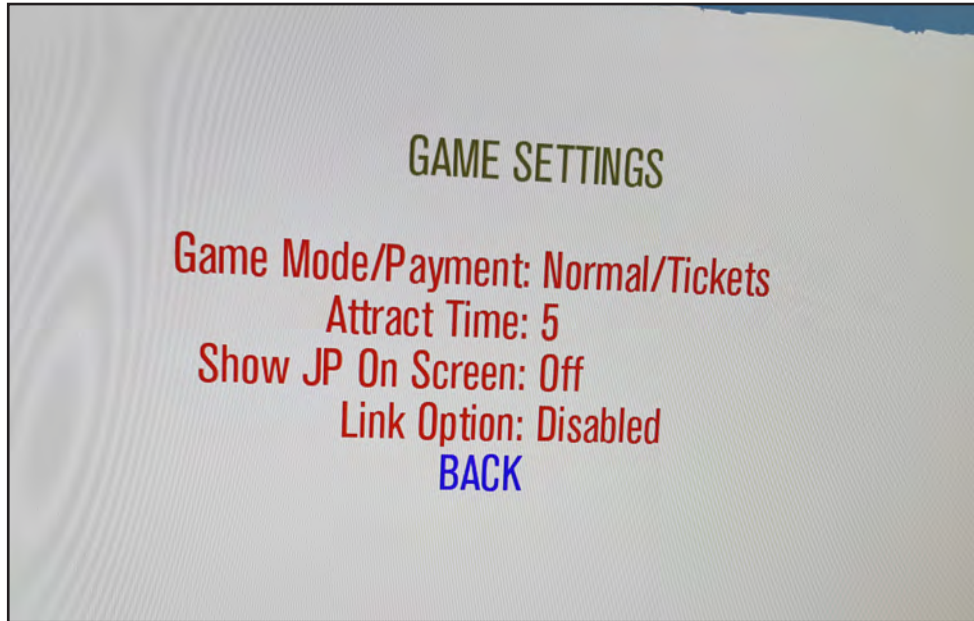 GAME SETTINGS
Game Mode/Payment: Normal/Tickets
Attract Time: 5
Show JP On Screen: Off
Link Option: Disabled
BACK